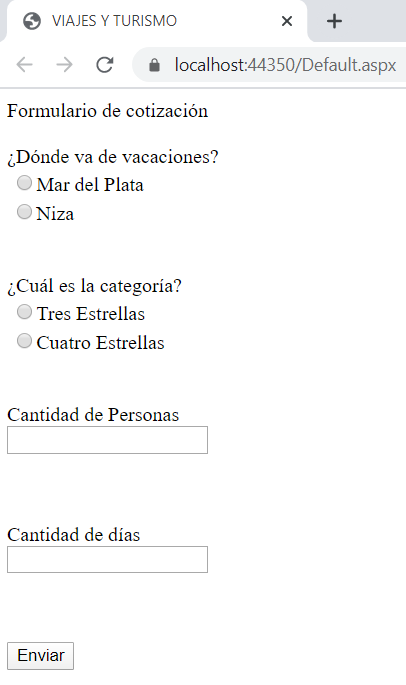 VIAJES Y TURISMO
localhost:44350/Default.aspx
Formulario de cotización
¿Dónde va de vacaciones?
Mar del Plata
Niza
¿Cuál es la categoría?
Tres Estrellas
Cuatro Estrellas
Cantidad de Personas
Cantidad de días
Enviar